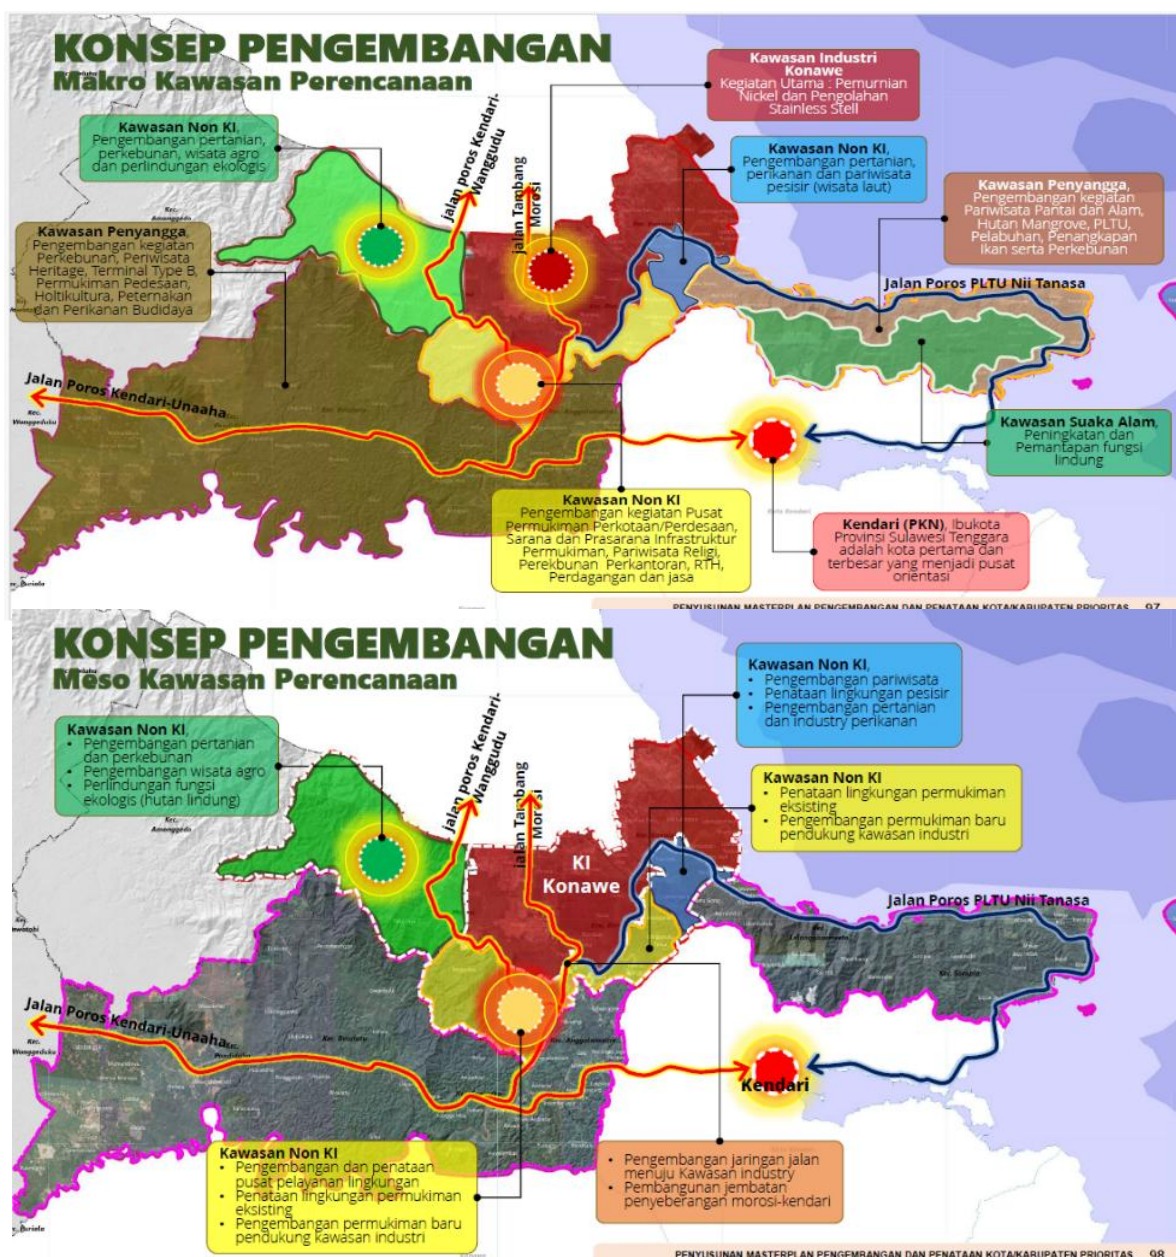 KONSEP PENGEMBANGAN
Makro Kawasan Perencanaan
Kawasan Industri
Konawe
Kegiatan Utama : Pemurnian
Nickel dan Pengolahan
Stainless Stell
Kawasan Non KI,
Pengembangan pertanian,
perkebunan, wisata agro
dan perlindungan ekologis
jalan poros Kendari-
Wanggudu
jalan Tambang
Morosi
Kawasan Non KI,
Pengembangan pertanian,
perikanan dan pariwisata
pesisir (wisata laut)
Kawasan Penyangga,
Pengembangan kegiatan
Pariwisata Pantai dan Alam,
Hutan Mangrove, PLTU,
Pelabuhan, Penangkapan
Ikan serta Perkebunan
Kec.
Amonggedo
Kawasan Penyangga,
Pengembangan kegiatan
Perkebunan, Periwisata
Heritage, Terminal Type B,
Permukiman Pedesaan,
Holtikultura, Peternakan
dan Perikanan Budidaya
Jalan Poros PLTU Nii Tanasa
Jalan Poros Kendari-Unaaha
Kec.
Wonggeduku
Kawasan Suaka Alam,
Peningkatan dan
Pemantapan fungsi
lindung
Kawasan Non KI
Pengembangan kegiatan Pusat
Permukiman Perkotaan/Perdesaan,
Sarana dan Prasarana Infrastruktur
Permukiman, Pariwisata Religi,
Perekbunan Perkantoran, RTH,
Perdagangan dan jasa
Kota Kendari
Kendari (PKN), Ibukota
Provinsi Sulawesi Tenggara
adalah kota pertama dan
terbesar yang menjadi pusat
orientasi
Puriala
PENYUSUNAN MASTERPLAN PENGEMBANGAN DAN PENATAAN KOTA/KABUPATEN PRIORITAS 97
KONSEP PENGEMBANGAN
Meso Kawasan Perencanaan
Kawasan Non KI,
• Pengembangan pariwisata
• Penataan lingkungan pesisir
• Pengembangan pertanian
dan industry perikanan
Kawasan Non KI,
• Pengembangan pertanian
dan perkebunan
• Pengembangan wisata agro
• Perlindungan fungsi
ekologis (hutan lindung)
jalan poros Kendari-
Wanggudu
jalan Tambang
Morosi
Kawasan Non KI
• Penataan lingkungan permukiman
eksisting
• Pengembangan permukiman baru
pendukung kawasan industri
Kec.
Amonggedo
KI
Konawe
Jalan Poros PLTU Nii Tanasa
Jalan Poros Kendari-Unaaha
Kec.
Wonggeduku
Kendari
Kawasan Non KI
• Pengembangan dan penataan
pusat pelayanan lingkungan
• Penataan lingkungan permukiman
eksisting
• Pengembangan permukiman baru
pendukung kawasan industri
• Pengembangan jaringan jalan
menuju Kawasan industry
• Pembangunan jembatan
penyeberangan morosi-kendari
Puriala
PENYUSUNAN MASTERPLAN PENGEMBANGAN DAN PENATAAN KOTA/KABUPATEN PRIORITAS